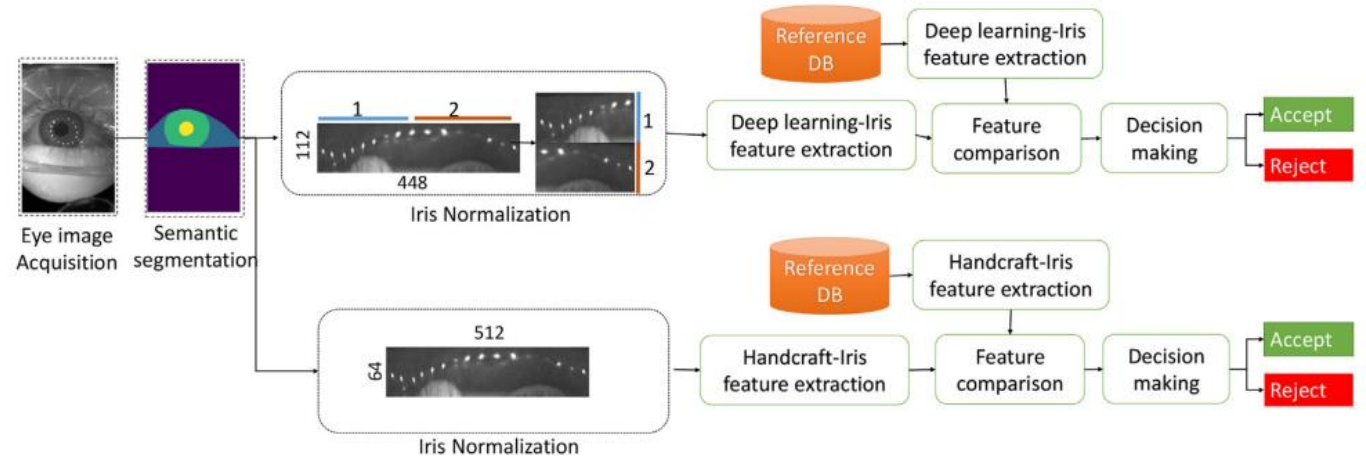 Eye image
Acquisition
Semantic
segmentation
1
2
112
448
1
2
Iris Normalization
Reference
DB
Deep learning-Iris
feature extraction
Deep learning-Iris
feature extraction
Feature
comparison
Decision
making
Accept
Reject
512
64
Iris Normalization
Reference
DB
Handcraft-Iris
feature extraction
Handcraft-Iris
feature extraction
Feature
comparison
Decision
making
Accept
Reject